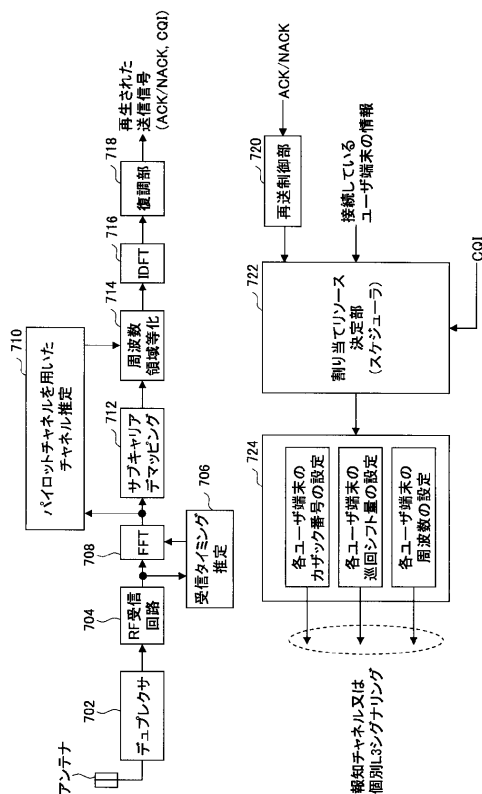 アンテナ
702
デュプレクサ
704
RF受信
回路
706
受信タイミング
推定
708
FFT
710
パイロットチャネルを用いた
チャネル推定
712
サブキャリア
デマッピング
714
周波数
領域等化
716
IDFT
718
復調部
再生された
送信信号
(ACK/NACK, CQI)
報知チャネル又は
個別L3シグナリング
724
各ユーザ端末の
カザック番号の設定
各ユーザ端末の
巡回シフト量の設定
各ユーザ端末の
周波数の設定
722
割り当てリソース
決定部
(スケジューラ)
720
再送制御部
ACK/NACK
接続している
ユーザ端末の情報
CQI